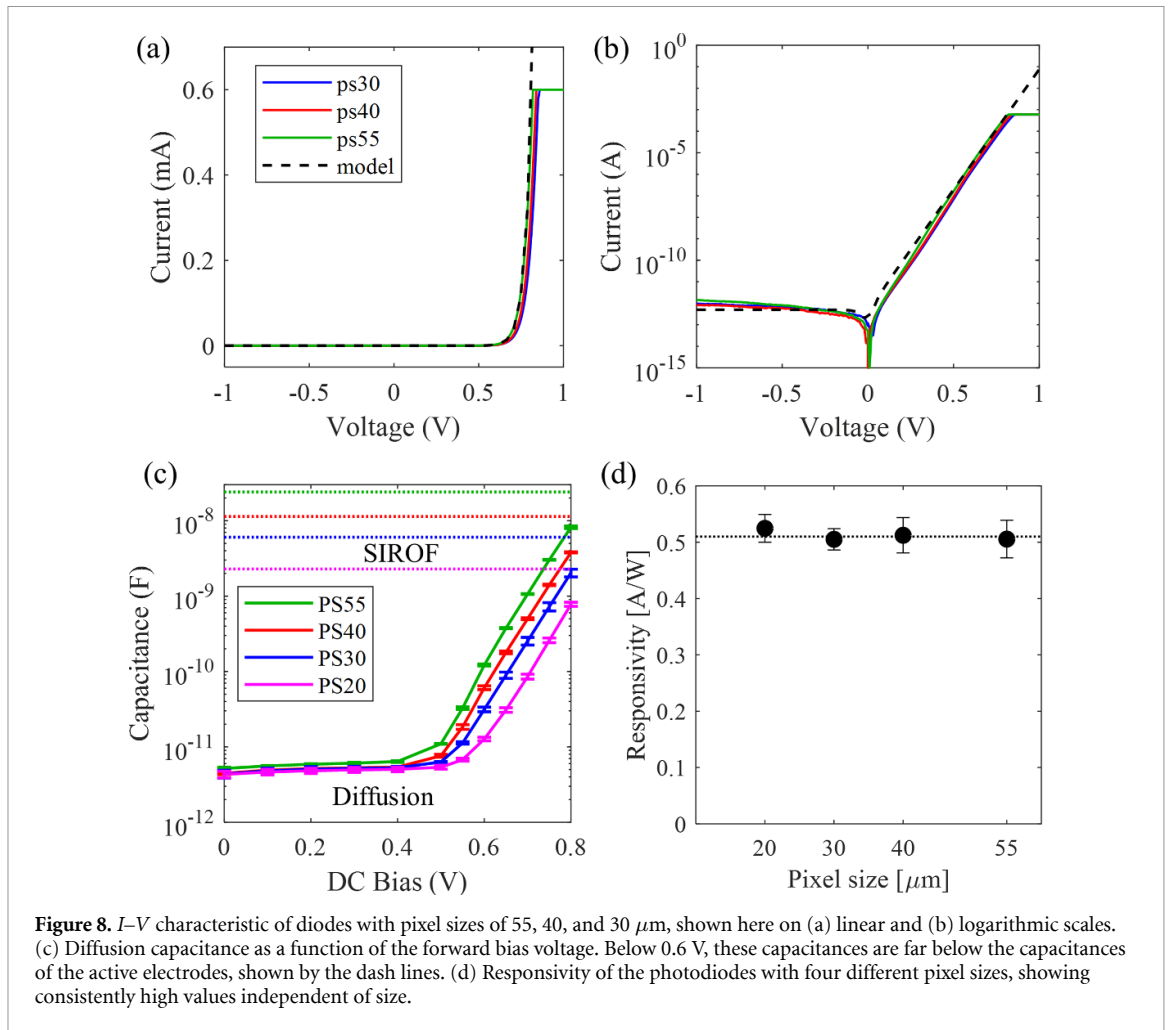 (a)
0.6
0.4
0.2
0
Current (mA)
ps30
ps40
ps55
model
-1
-0.5
0
0.5
1
Voltage (V)
(b)
10^0
10^-5
10^-10
10^-15
Current (A)
-1
-0.5
0
0.5
1
Voltage (V)
(c)
10^-8
10^-9
10^-10
10^-11
10^-12
Capacitance (F)
SIROF
PS55
PS40
PS30
PS20
Diffusion
0
0.2
0.4
0.6
0.8
DC Bias (V)
(d)
0.6
0.5
0.4
0.3
0.2
0.1
0
Responsivity [A/W]
20
30
40
55
Pixel size [μm]
Figure 8. I–V characteristic of diodes with pixel sizes of 55, 40, and 30 μm, shown here on (a) linear and (b) logarithmic scales.
(c) Diffusion capacitance as a function of the forward bias voltage. Below 0.6 V, these capacitances are far below the capacitances
of the active electrodes, shown by the dash lines. (d) Responsivity of the photodiodes with four different pixel sizes, showing
consistently high values independent of size.